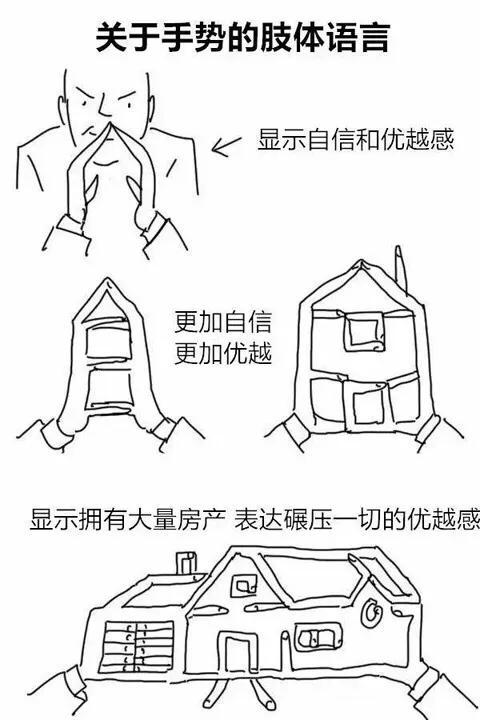 关于手势的肢体语言
显示自信和优越感
更加自信
更加优越
显示拥有大量房产 表达碾压一切的优越感